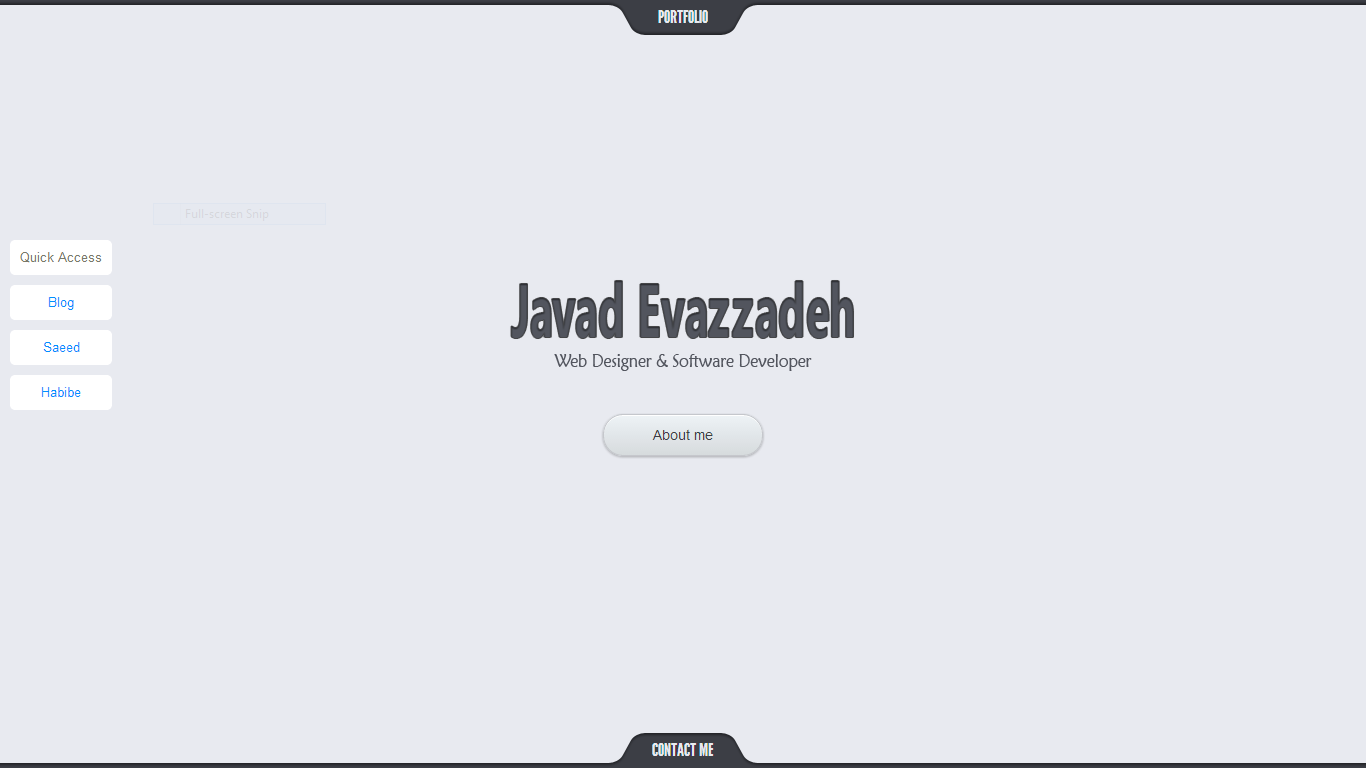 PORTFOLIO
Full-screen Snip
Quick Access
Blog
Saeed
Habibe
Javad Evazzadeh
Web Designer & Software Developer
About me
CONTACT ME